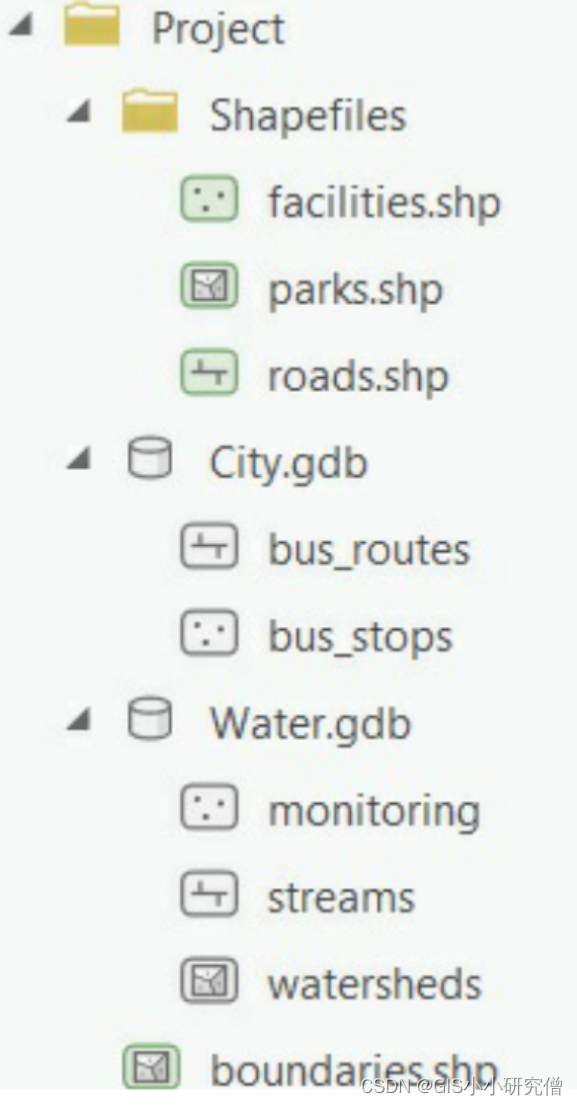 Project
Shapefiles
facilities.shp
parks.shp
roads.shp
City.gdb
bus_routes
bus_stops
Water.gdb
monitoring
streams
watersheds
boundaries.shp
CSDN @GIS小小研究僧